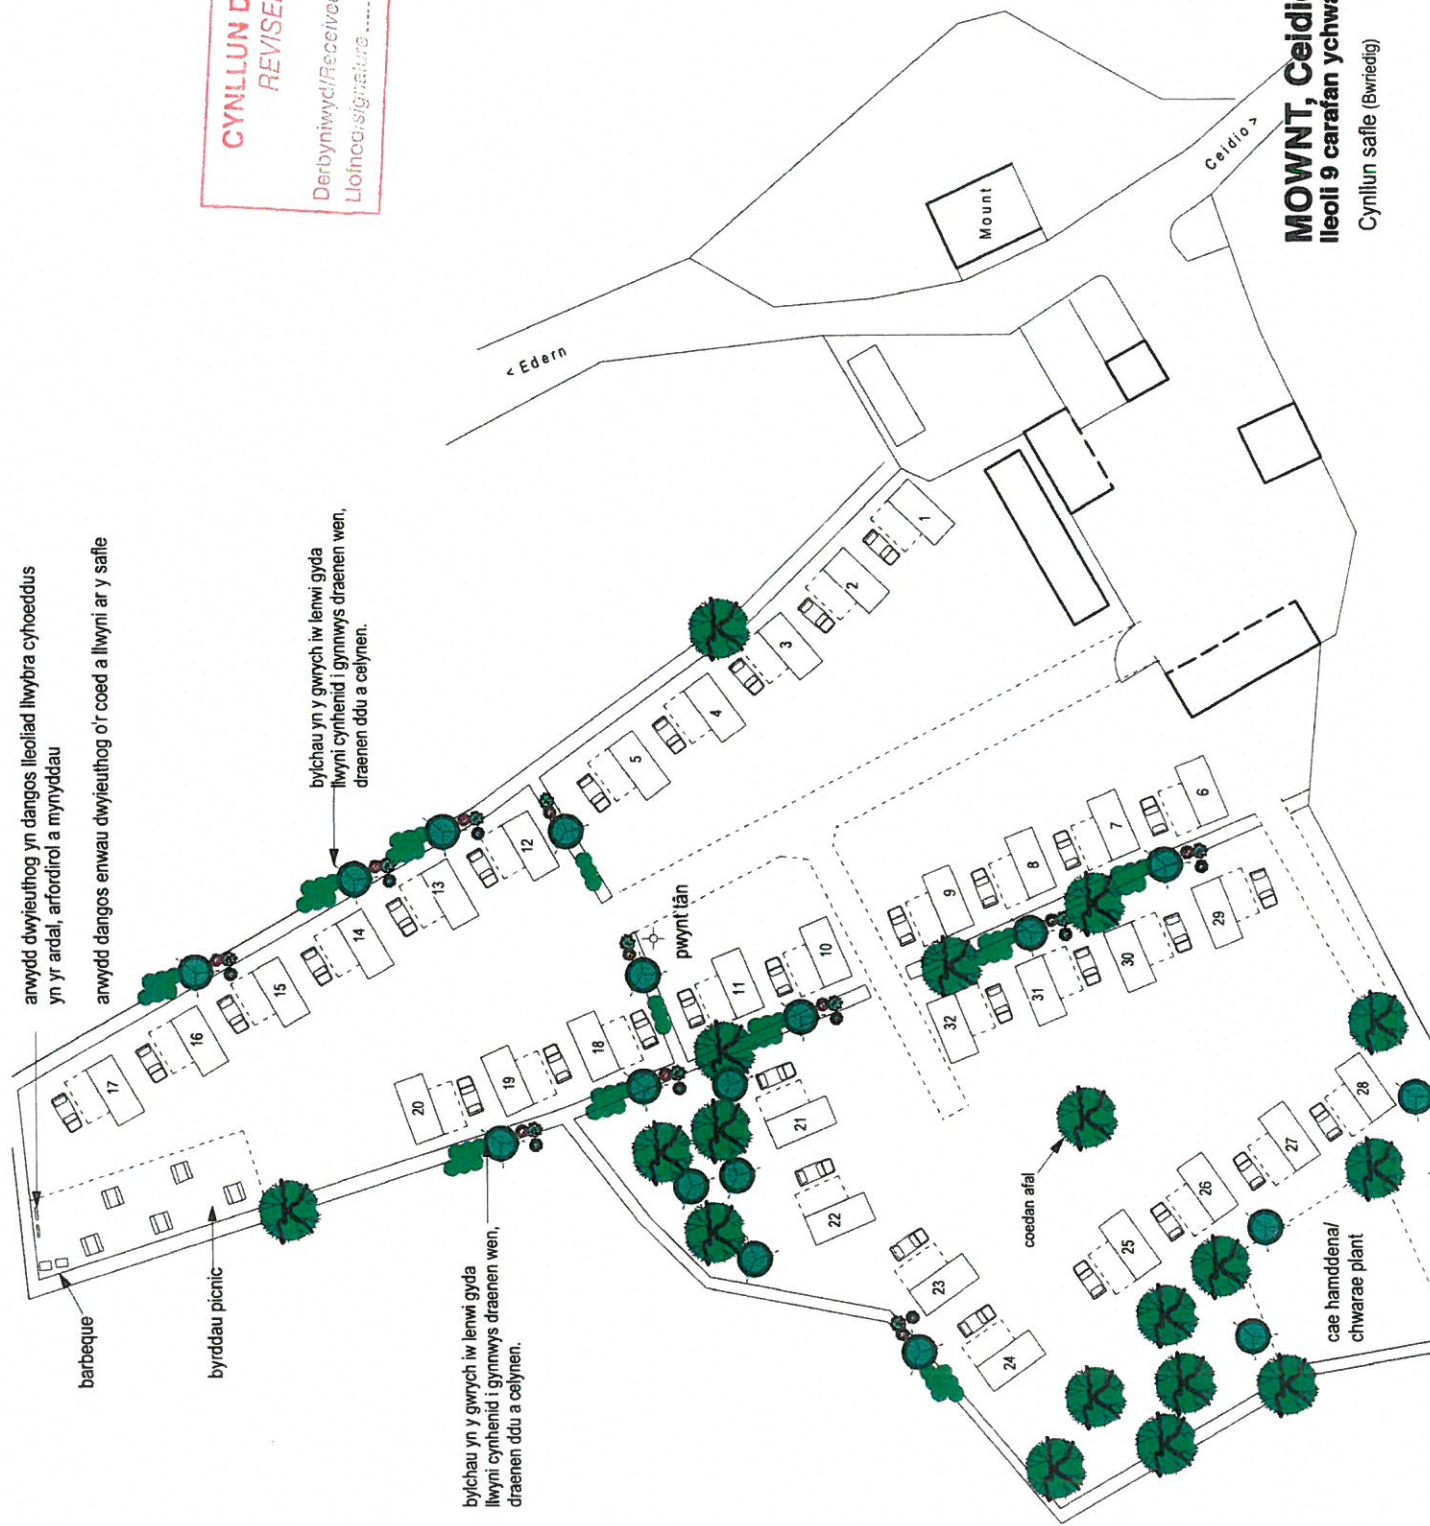 CYNLLUN
REVISE
Derbyniwyd/Received
Llofnod/signature
arwydd dwyieuthog yn dangos lleoliad llwybra cyhoeddus
yn yr ardal, arfordirol a mynyddau
arwydd dangos enwau dwyieuthog o'r coed a llwyni ar y safle
bylchau yn y gwrych iw lenwi gyda
llwyni cynhenid i gynnwys draenen wen,
draenen ddu a celynen.
< Edern
Mount
Ceidio >
barbeque
byrddau picnic
pwynt tân
bylchau yn y gwrych iw lenwi gyda
llwyni cynhenid i gynnwys draenen wen,
draenen ddu a celynen.
coedan afal
cae hamddena/
chwarae plant
1
2
3
4
5
6
7
8
9
10
11
12
13
14
15
16
17
18
19
20
21
22
23
24
25
26
27
28
29
30
31
32
MOWNT, Ceidi
lleoli 9 carafan ychwa
Cynllun safle (Bwriedig)